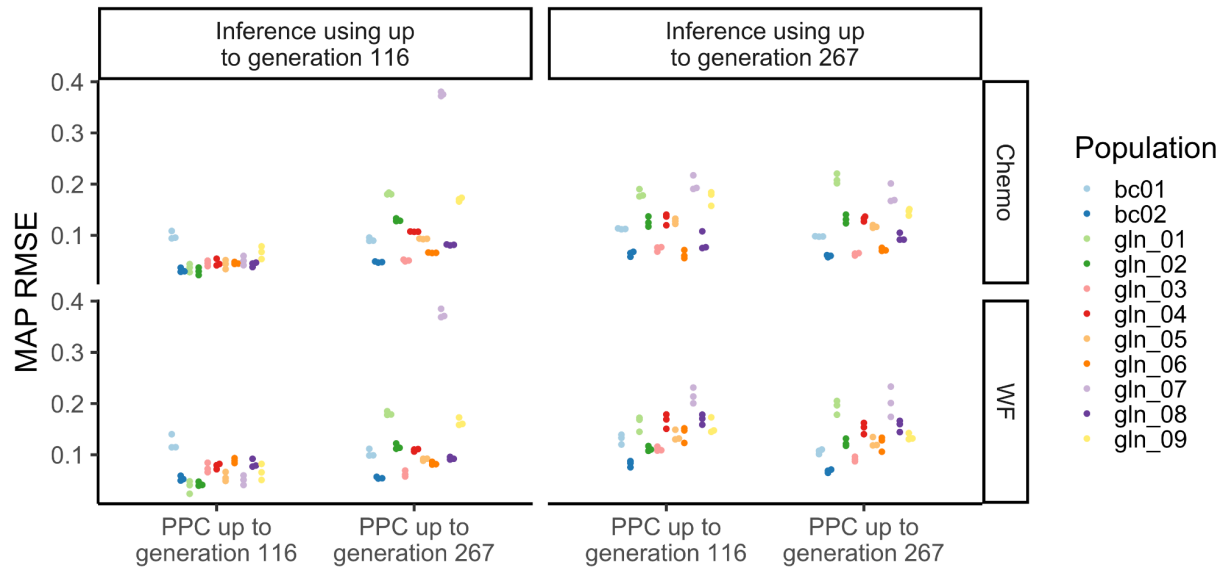 Inference using up
to generation 116
Inference using up
to generation 267
MAP RMSE
0.4
0.3
0.2
0.1
Chemo
0.4
0.3
0.2
0.1
WF
PPC up to
generation 116
PPC up to
generation 267
PPC up to
generation 116
PPC up to
generation 267
Population
bc01
bc02
gln_01
gln_02
gln_03
gln_04
gln_05
gln_06
gln_07
gln_08
gln_09